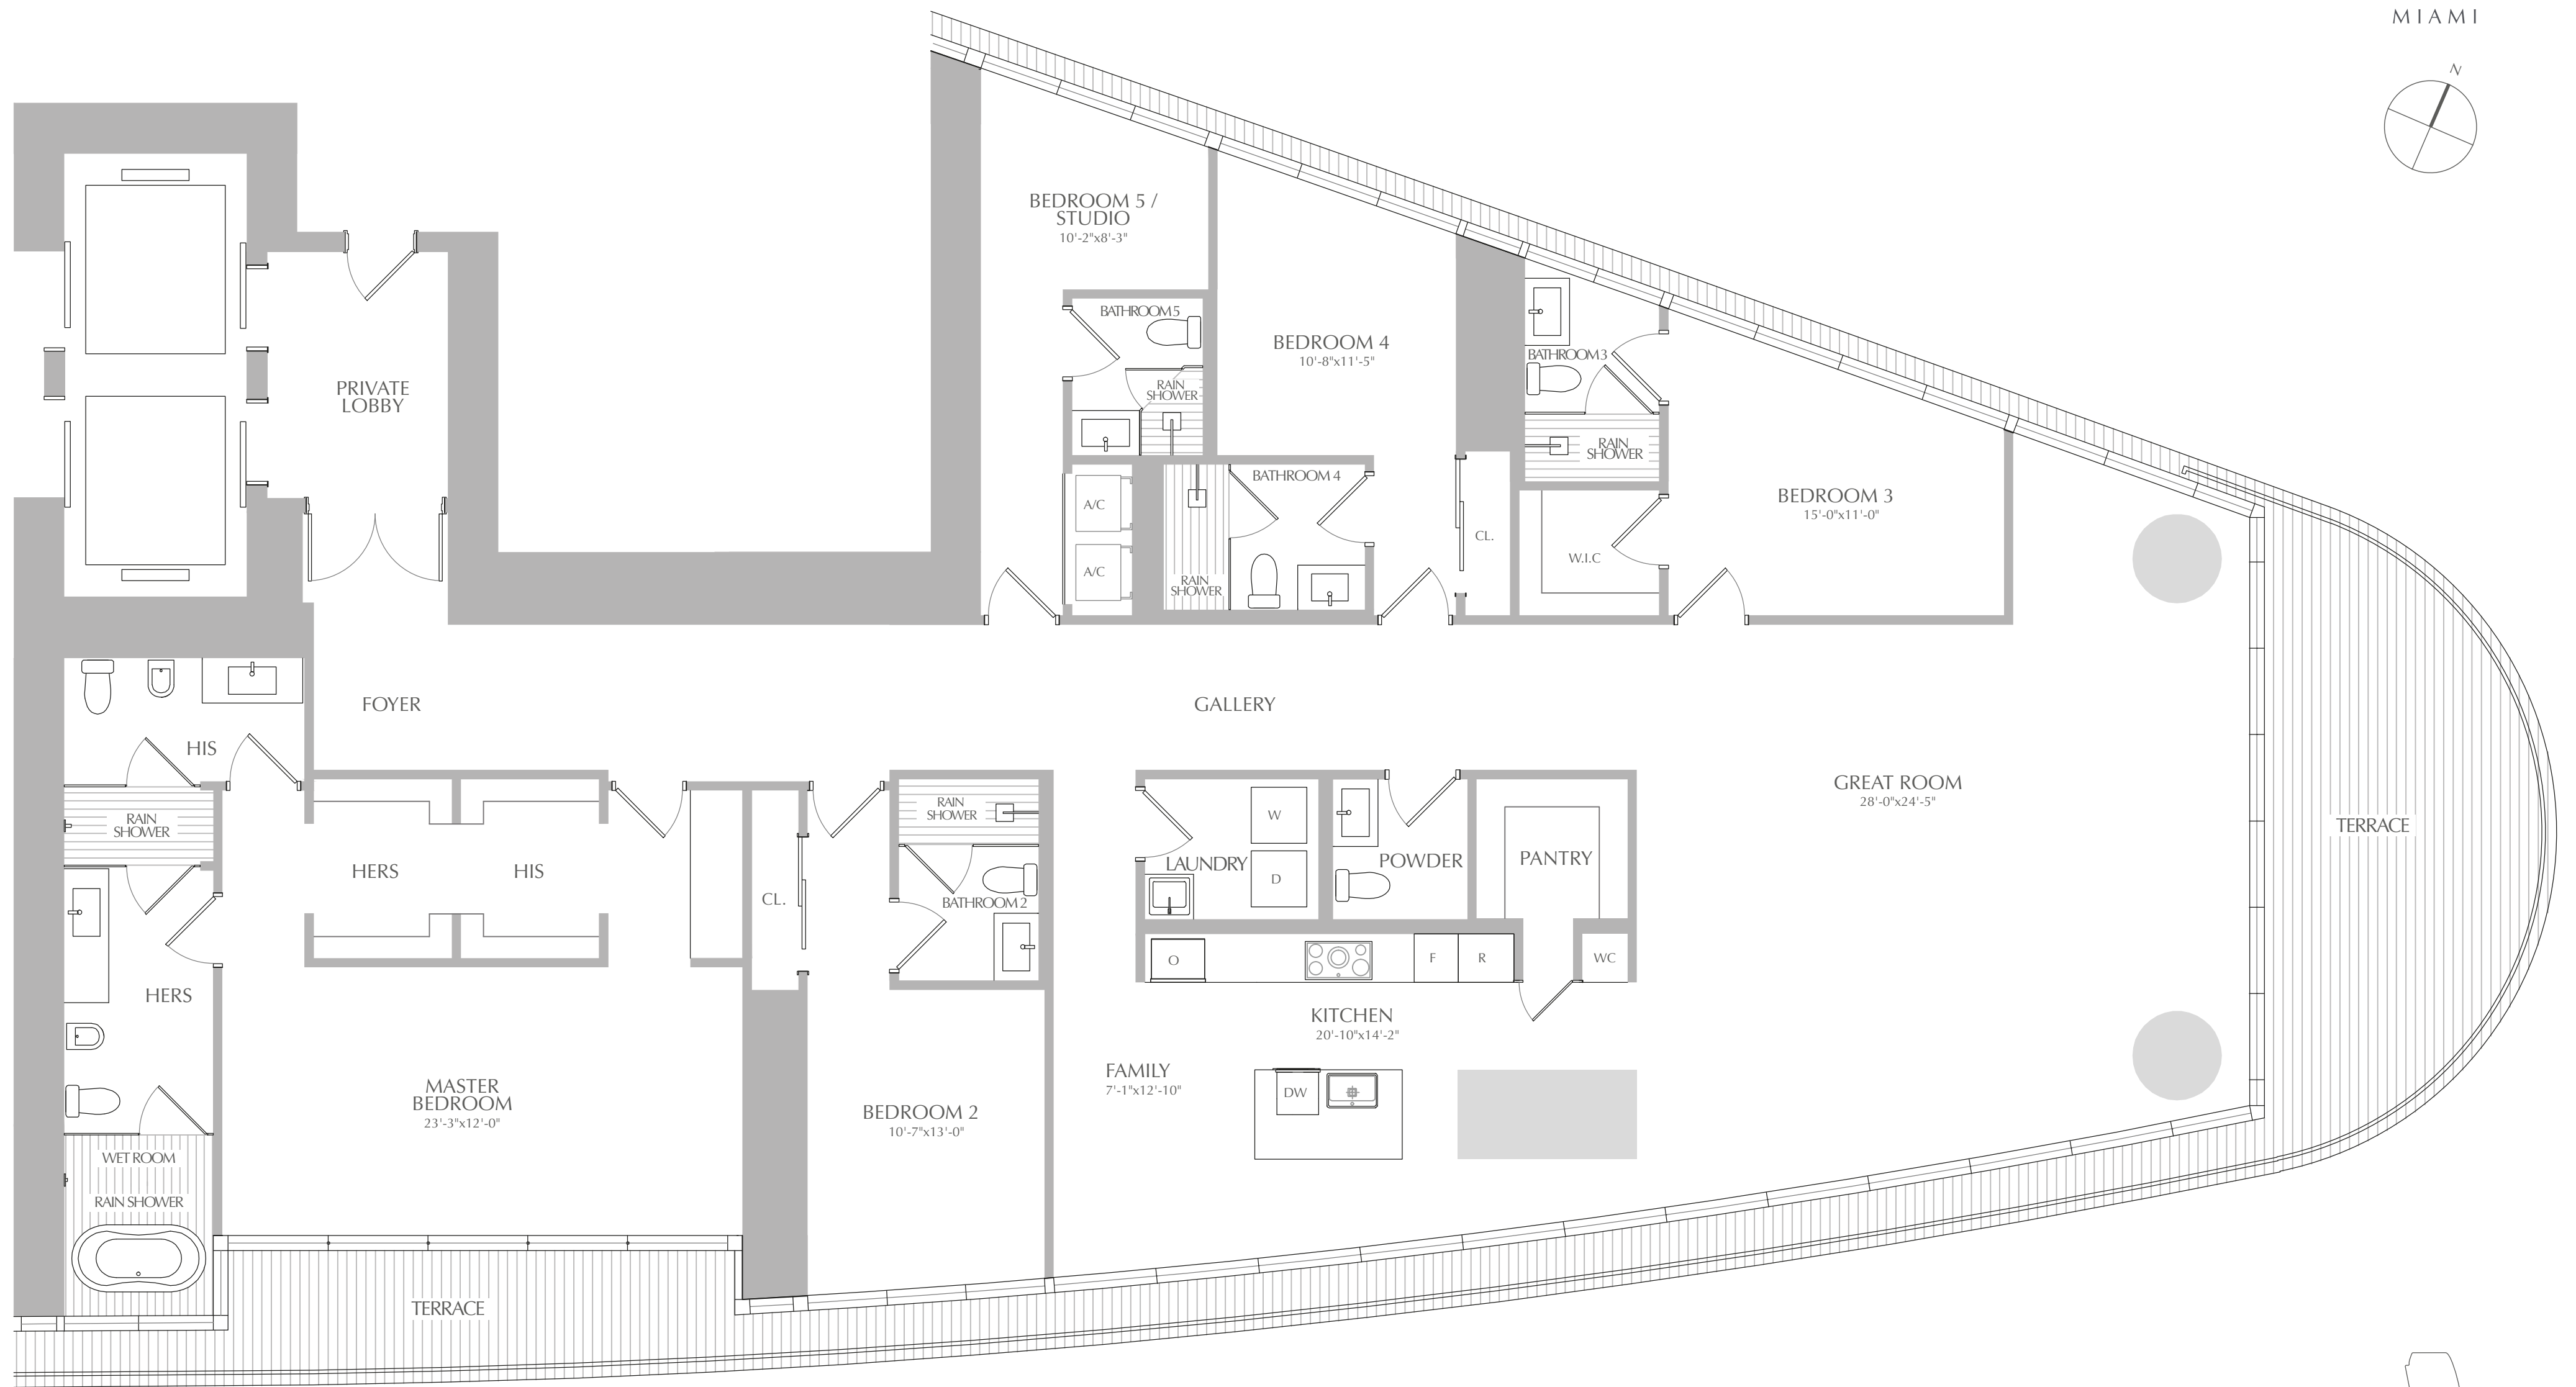 MIAMI
N
BEDROOM 5 /
STUDIO
10'-2"x8'-3"
BATHROOM 5
RAIN
SHOWER
BEDROOM 4
10'-8"x11'-5"
BATHROOM 3
RAIN
SHOWER
PRIVATE
LOBBY
A/C
A/C
BATHROOM 4
RAIN
SHOWER
CL.
W.I.C
BEDROOM 3
15'-0"x11'-0"
FOYER
GALLERY
HIS
RAIN
SHOWER
HERS
HIS
CL.
RAIN
SHOWER
BATHROOM 2
LAUNDRY
W
D
POWDER
PANTRY
GREAT ROOM
28'-0"x24'-5"
TERRACE
HERS
O
F
R
WC
KITCHEN
20'-10"x14'-2"
FAMILY
7'-1"x12'-10"
DW
MASTER
BEDROOM
23'-3"x12'-0"
BEDROOM 2
10'-7"x13'-0"
WET ROOM
RAIN SHOWER
TERRACE